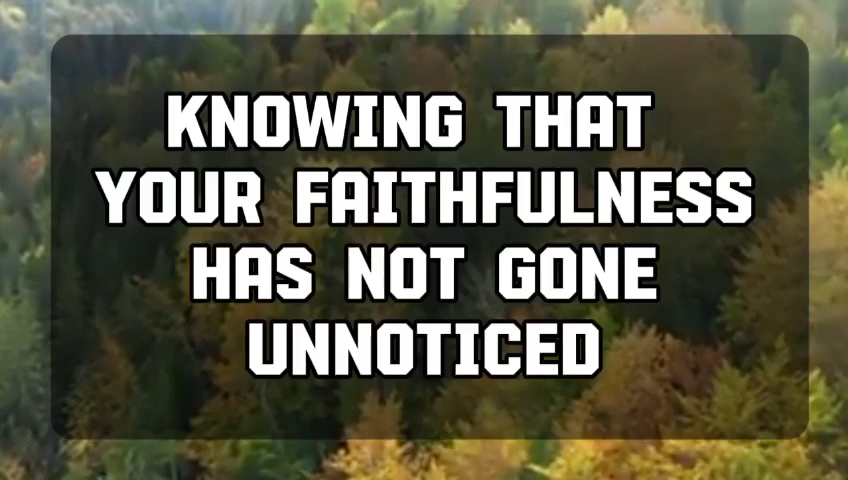 KNOWING THAT
YOUR FAITHFULNESS
HAS NOT GONE
UNNOTICED